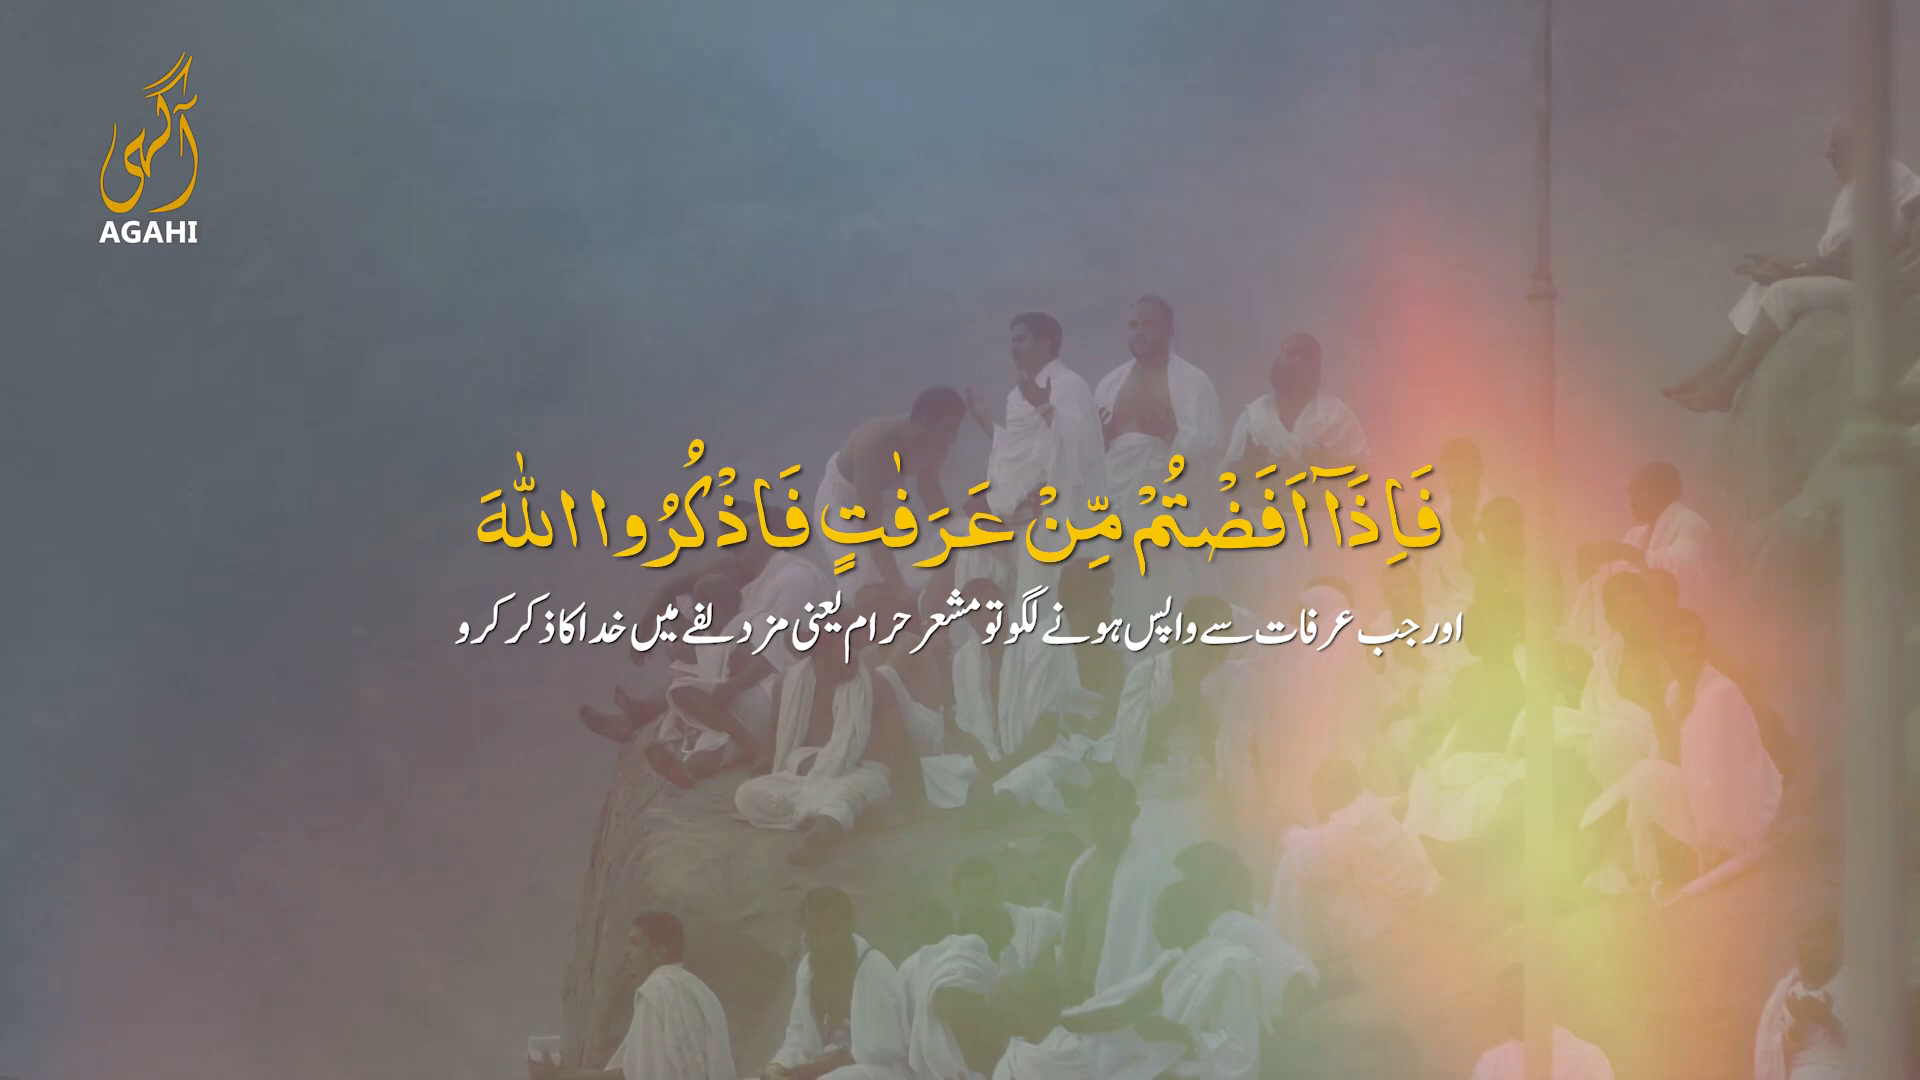 آگہی
AGAHI
فَاِذَآ اَفَضْتُمْ مِّنْ عَرَفٰتٍ فَاذْكُرُوا اللّٰهَ
اور جب عرفات سے واپس ہونے لگو تو مشعر حرام یعنی مزدلفے میں خدا کا ذکر کرو